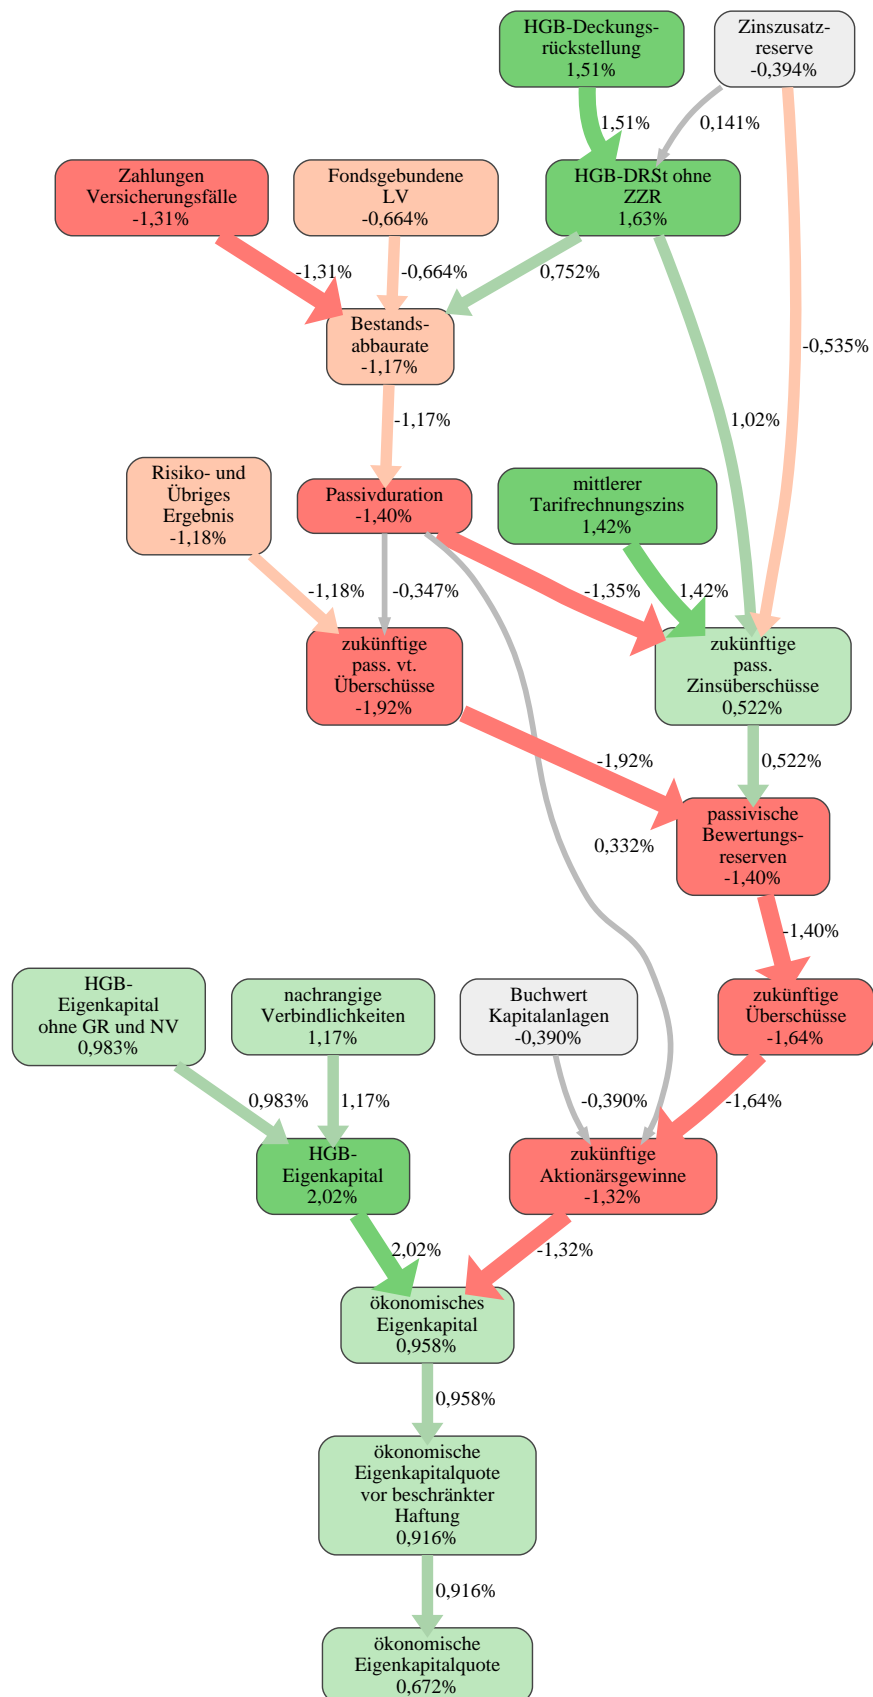 HGB-Deckungs-
rückstellung
1,51%
Zinszusatz-
reserve
-0,394%
1,51%
0,141%
Zahlungen
Versicherungsfälle
-1,31%
Fondsgebundene
LV
-0,664%
HGB-DRSt ohne
ZZR
1,63%
-1,31%
-0,664%
0,752%
-0,535%
Bestands-
abbaurate
-1,17%
-1,17%
1,02%
Risiko- und
Übriges
Ergebnis
-1,18%
Passivduration
-1,40%
mittlerer
Tarifrechnungszins
1,42%
-1,18%
-0,347%
-1,35%
1,42%
zukünftige
pass. vt.
Überschüsse
-1,92%
zukünftige
pass.
Zinsüberschüsse
0,522%
-1,92%
0,522%
0,332%
passivische
Bewertungs-
reserven
-1,40%
-1,40%
HGB-
Eigenkapital
ohne GR und NV
0,983%
nachrangige
Verbindlichkeiten
1,17%
Buchwert
Kapitalanlagen
-0,390%
zukünftige
Überschüsse
-1,64%
0,983%
1,17%
-0,390%
-1,64%
HGB-
Eigenkapital
2,02%
zukünftige
Aktionärsgewinne
-1,32%
2,02%
-1,32%
ökonomisches
Eigenkapital
0,958%
0,958%
ökonomische
Eigenkapitalquote
vor beschränkter
Haftung
0,916%
0,916%
ökonomische
Eigenkapitalquote
0,672%